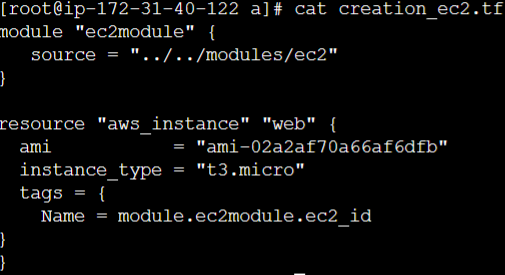 [root@ip-172-31-40-122 a]# cat creation_ec2.tf
module "ec2module" {
   source = "../../modules/ec2"
}

resource "aws_instance" "web" {
  ami           = "ami-02a2af70a66af6dfb"
  instance_type = "t3.micro"
  tags = {
    Name = module.ec2module.ec2_id
}
}